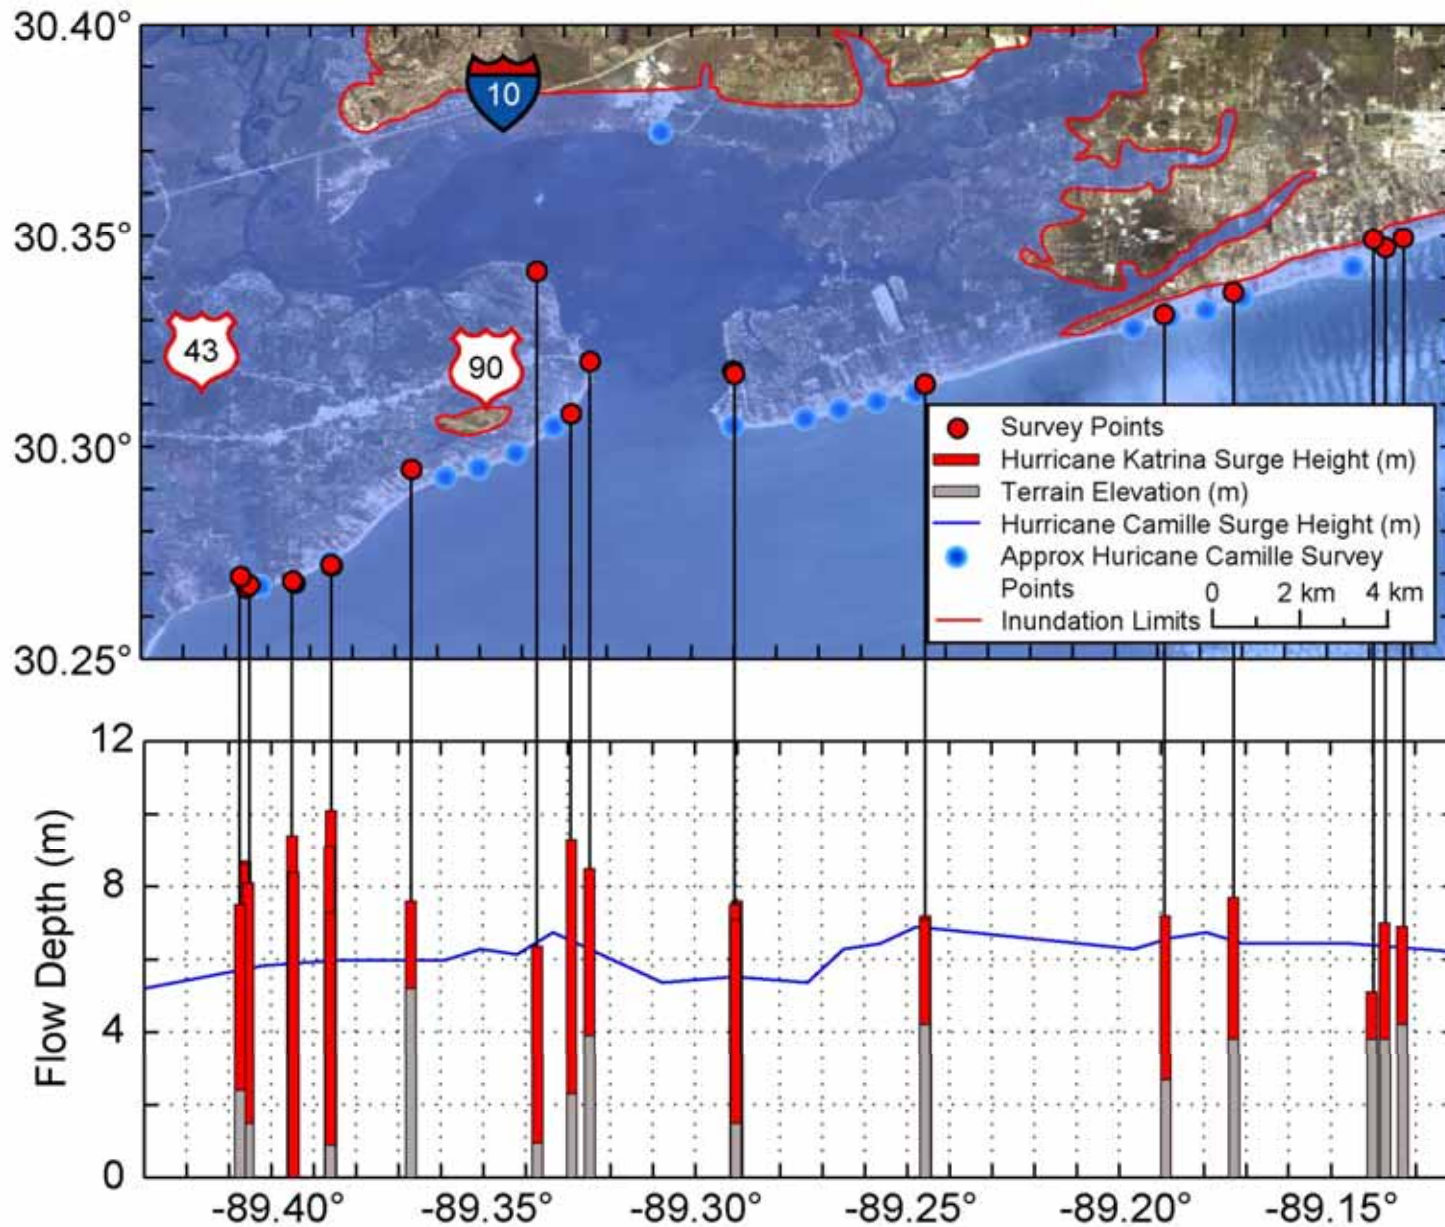 30.40°
10
30.35°
43
90
30.30°
Survey Points
Hurricane Katrina Surge Height (m)
Terrain Elevation (m)
Hurricane Camille Surge Height (m)
Approx Huricane Camille Survey
Points
0 2 km 4 km
Inundation Limits
30.25°
12
8
4
0
Flow Depth (m)
-89.40° -89.35° -89.30° -89.25° -89.20° -89.15°